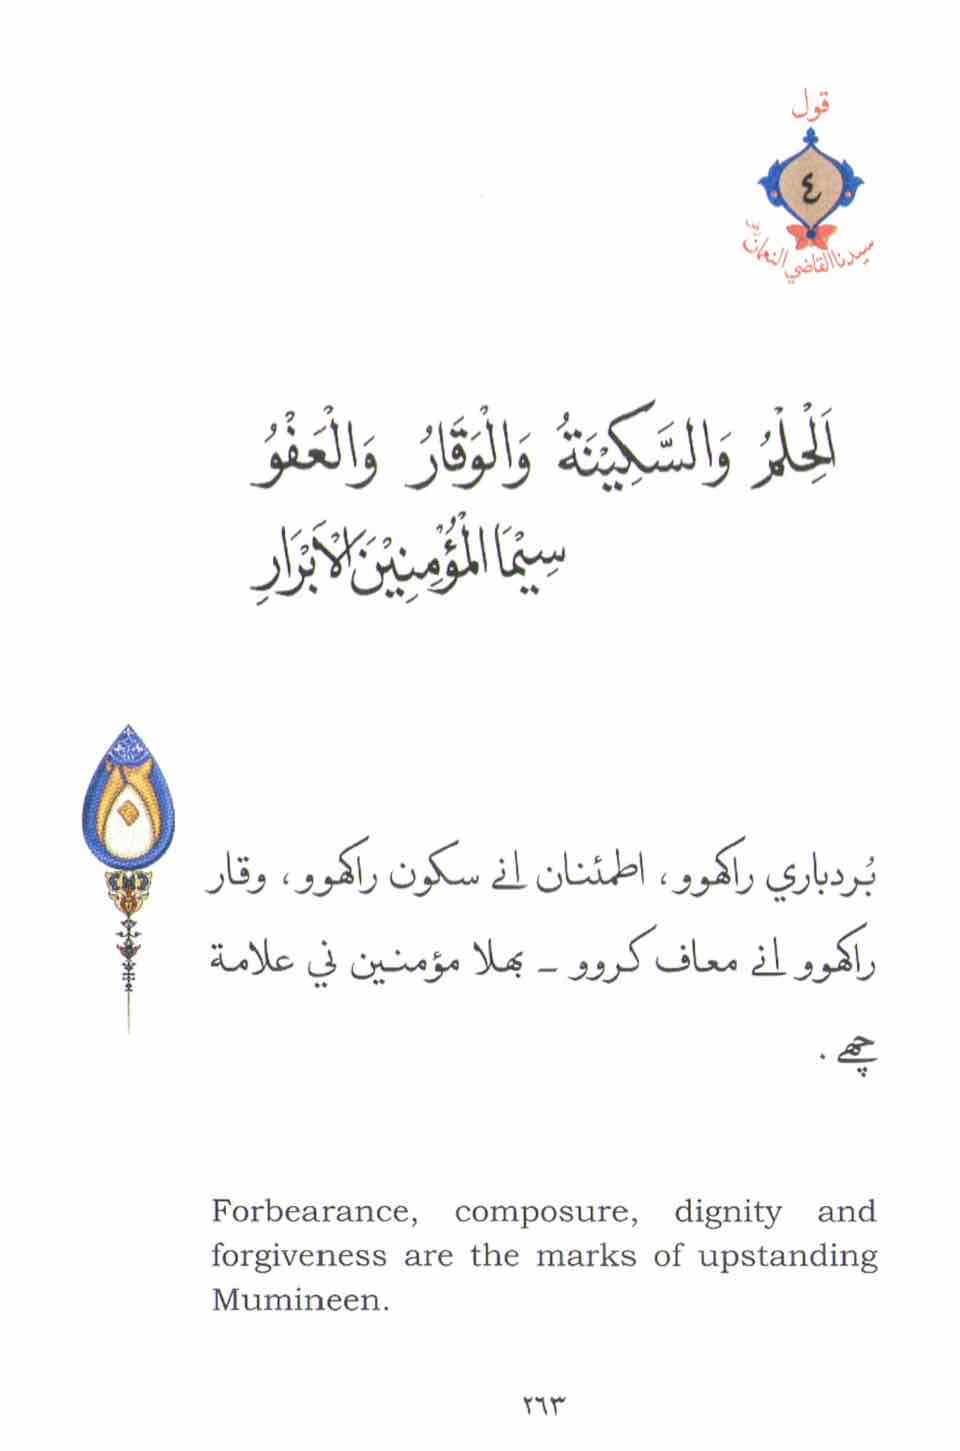 قول
٤
سيدنا القاضي النعمان رض
اَلْحِلْمُ وَالسَّكِيْنَةُ وَالْوَقَارُ وَالْعَفْوُ
سِيْمَا الْمُؤْمِنِيْنَ الْاَبْرَارِ
بُردباري راكهوو، اطمئنان انے سكون راكهوو، وقار
راكهوو انے معاف كروو - بهلا مؤمنين ني علامة
چھے .
Forbearance, composure, dignity and
forgiveness are the marks of upstanding
Mumineen.
٢٦٣